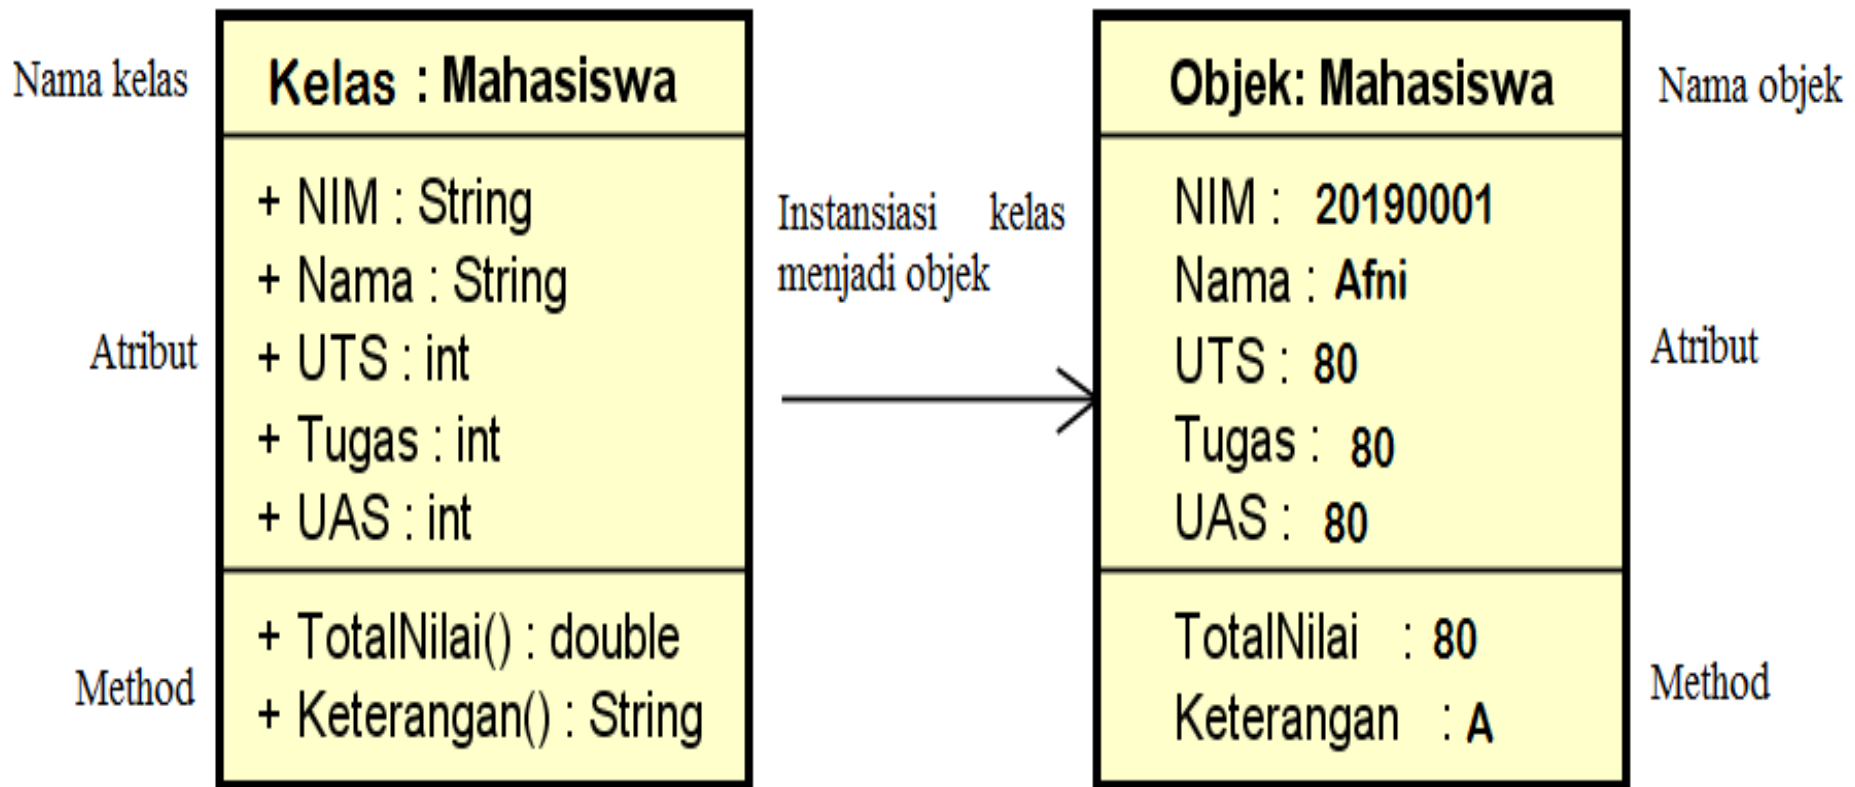 Nama kelas
Kelas : Mahasiswa
Atribut
+ NIM : String
+ Nama : String
+ UTS : int
+ Tugas : int
+ UAS : int
Method
+ TotalNilai() : double
+ Keterangan() : String
Instansiasi kelas
menjadi objek
Objek: Mahasiswa
Nama objek
NIM : 20190001
Nama : Afni
UTS : 80
Tugas : 80
UAS : 80
Atribut
TotalNilai : 80
Keterangan : A
Method